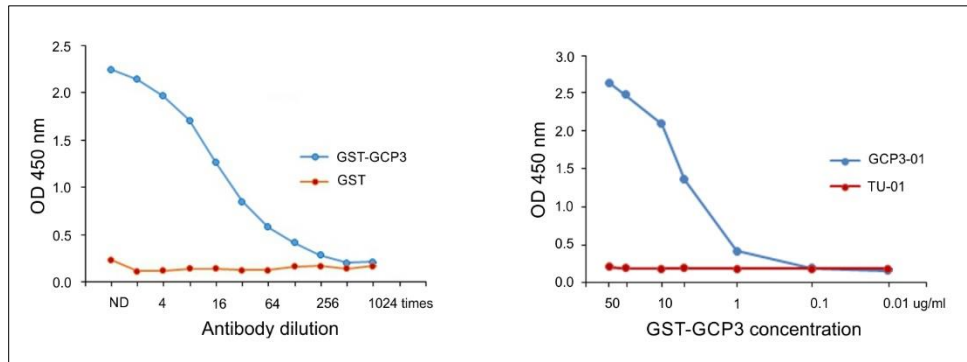 2.5
2.0
1.5
1.0
0.5
0.0
OD 450 nm
GST-GCP3
GST
ND 4 16 64 256 1024 times
Antibody dilution
3.0
2.5
2.0
1.5
1.0
0.5
0.0
OD 450 nm
GCP3-01
TU-01
50 10 1 0.1 0.01 ug/ml
GST-GCP3 concentration